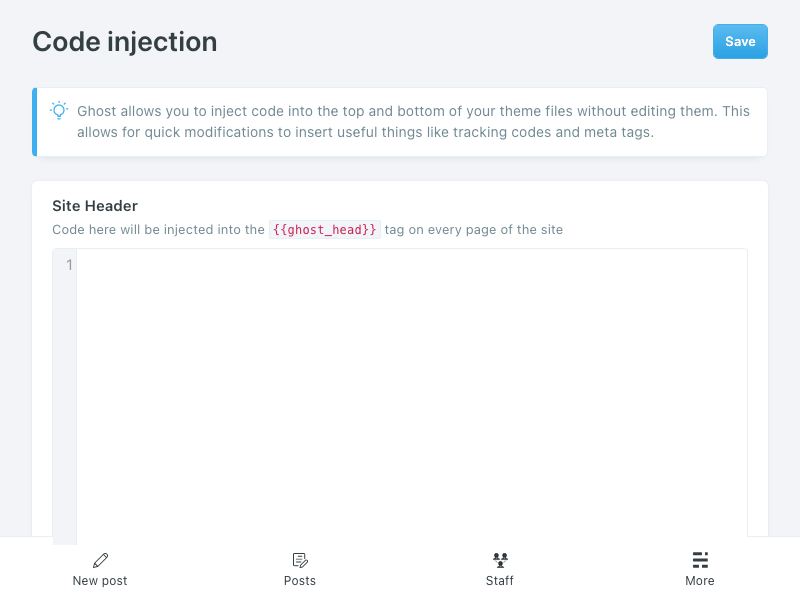 Code injection
Save
Ghost allows you to inject code into the top and bottom of your theme files without editing them. This
allows for quick modifications to insert useful things like tracking codes and meta tags.
Site Header
Code here will be injected into the {{ghost_head}} tag on every page of the site
1
New post
Posts
Staff
More